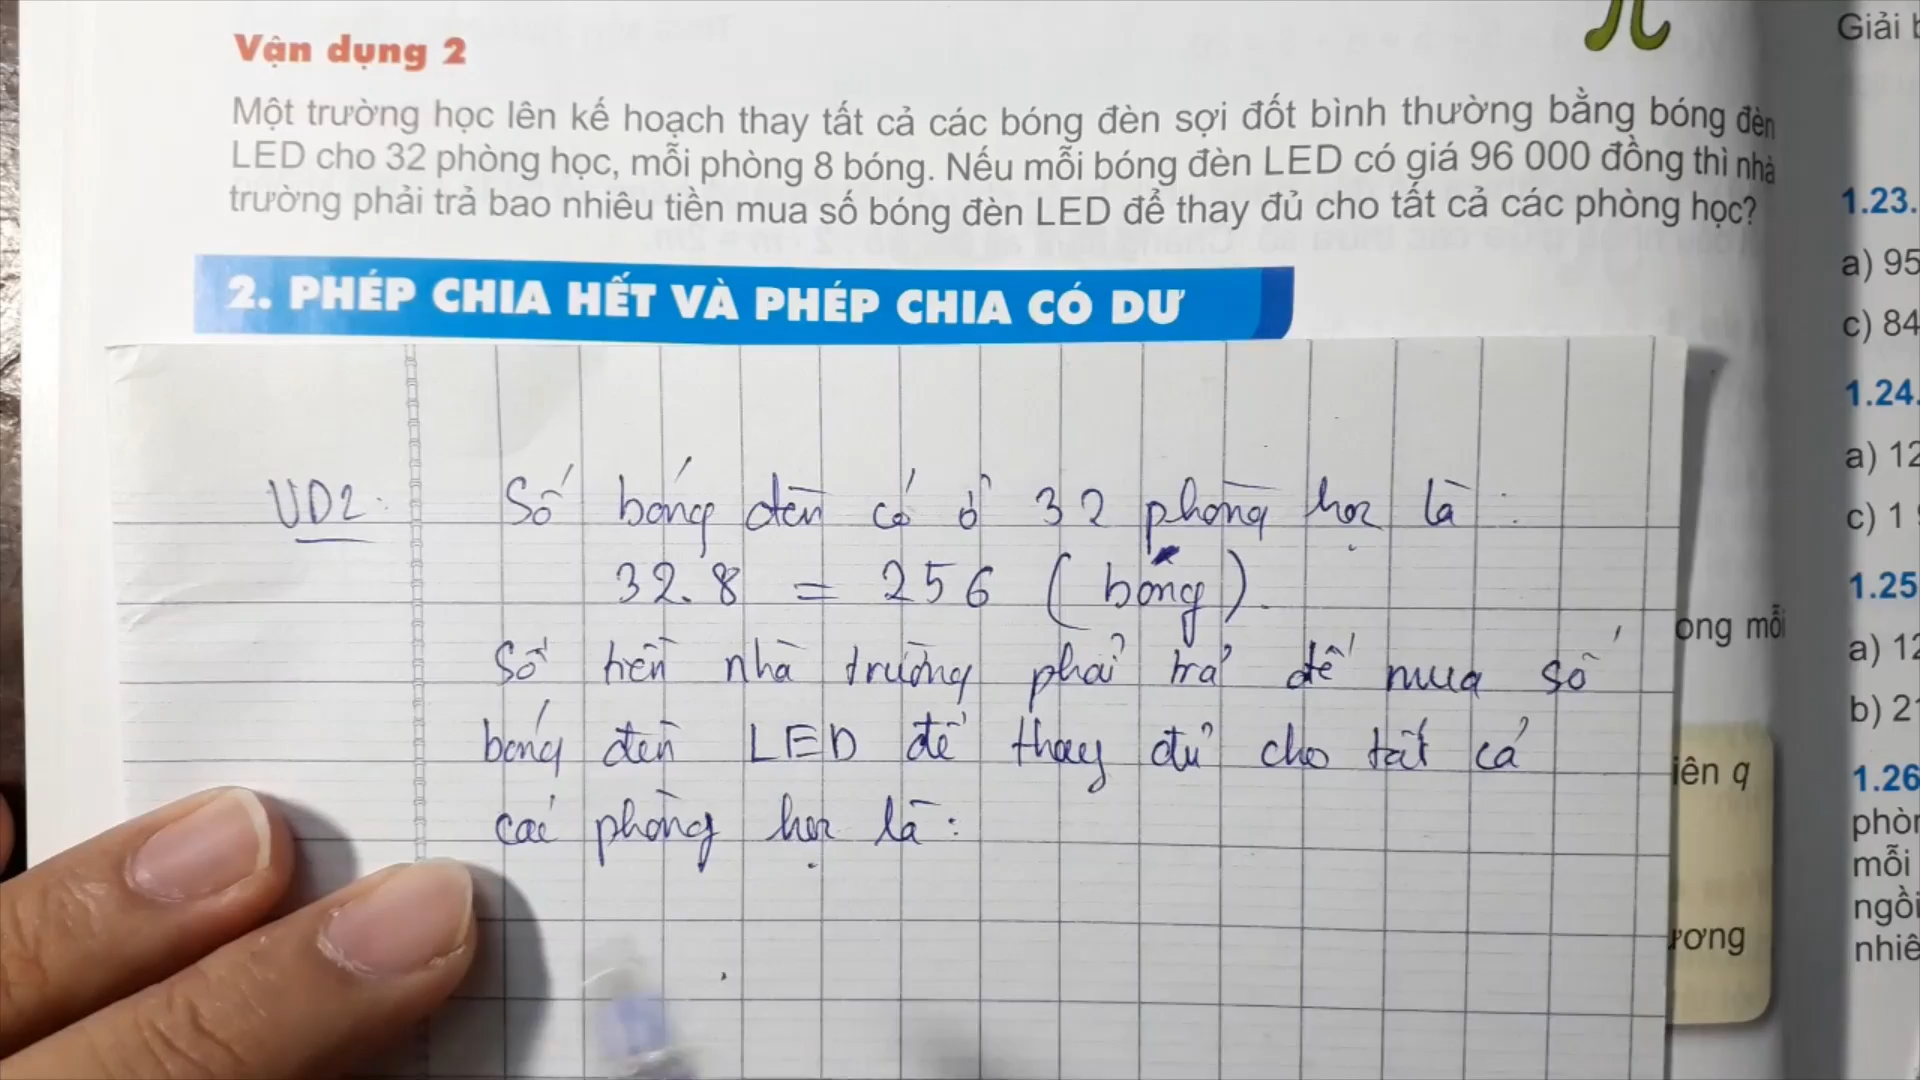 Vận dụng 2
Một trường học lên kế hoạch thay tất cả các bóng đèn sợi đốt bình thường bằng bóng đèn
LED cho 32 phòng học, mỗi phòng 8 bóng. Nếu mỗi bóng đèn LED có giá 96 000 đồng thì nhà
trường phải trả bao nhiêu tiền mua số bóng đèn LED để thay đủ cho tất cả các phòng học?
2. PHÉP CHIA HẾT VÀ PHÉP CHIA CÓ DƯ
VD2: Số bóng đèn có ở 32 phòng học là:
32.8 = 256 (bóng).
Số tiền nhà trường phải trả để mua số
bóng đèn LED để thay đủ cho tất cả
các phòng học là:
ong mỗi
iên q
ương
Giải b
1.23.
a) 95
c) 84
1.24.
a) 12
c) 1
1.25
a) 12
b) 21
1.26
phòn
mỗi
ngồi
nhiê